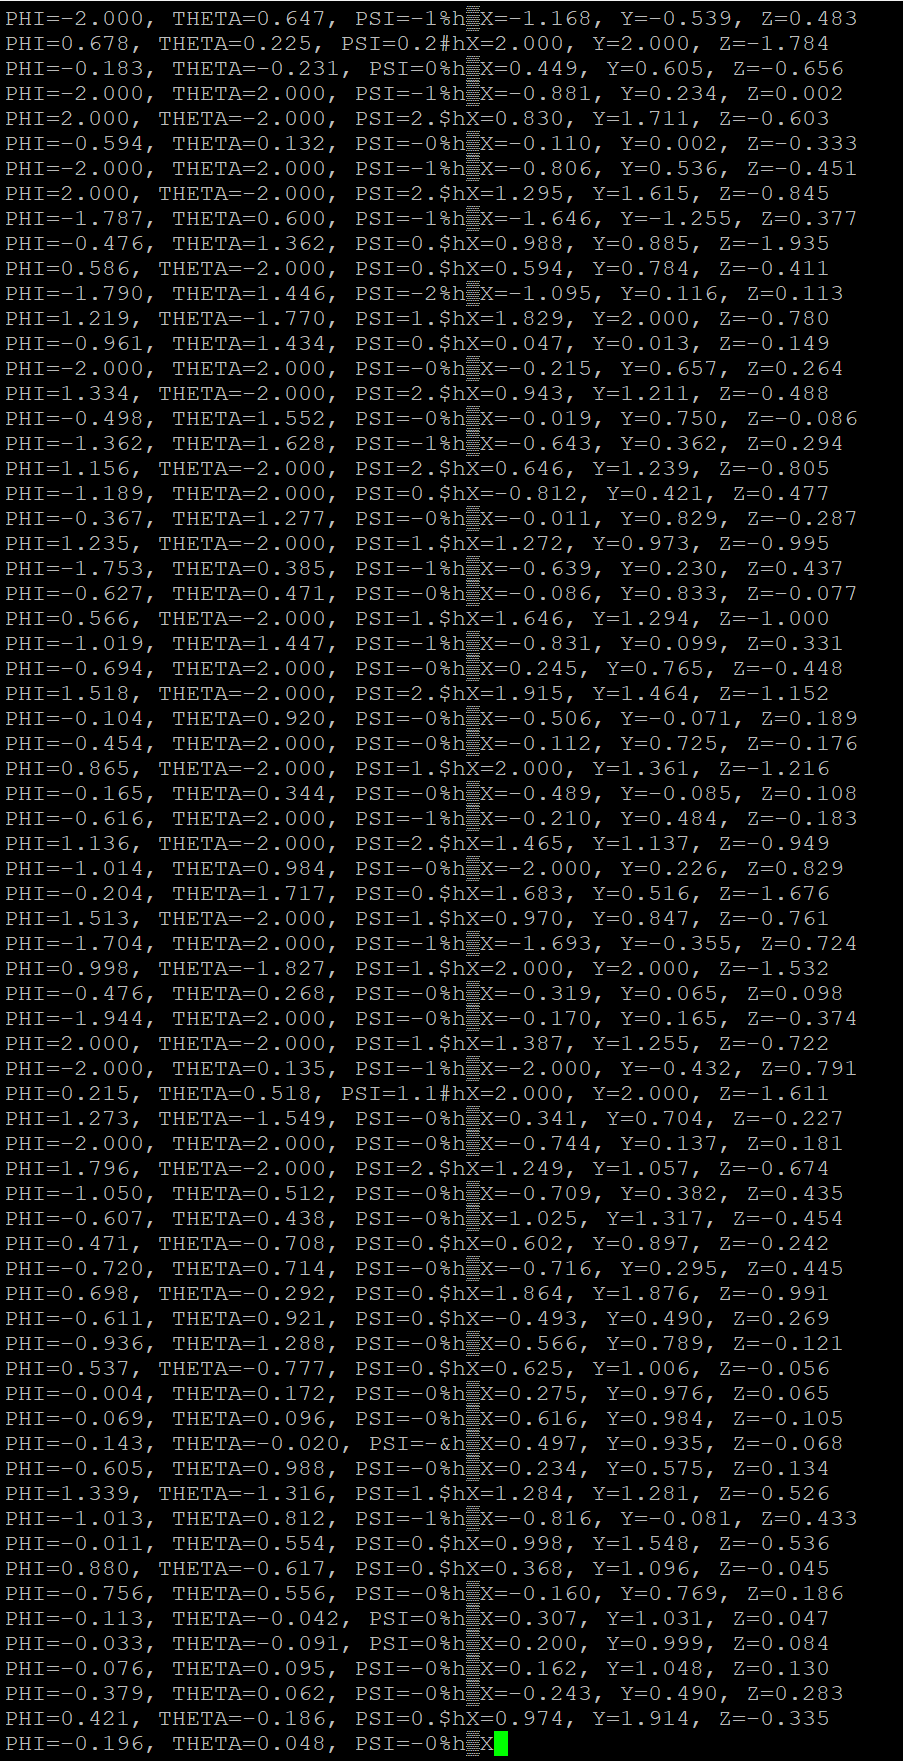 PHI=-2.000, THETA=0.647, PSI=-1%h▒X=-1.168, Y=-0.539, Z=0.483
PHI=0.678, THETA=0.225, PSI=0.2#hX=2.000, Y=2.000, Z=-1.784
PHI=-0.183, THETA=-0.231, PSI=0%h▒X=0.449, Y=0.605, Z=-0.656
PHI=-2.000, THETA=2.000, PSI=-1%h▒X=-0.881, Y=0.234, Z=0.002
PHI=2.000, THETA=-2.000, PSI=2.$hX=0.830, Y=1.711, Z=-0.603
PHI=-0.594, THETA=0.132, PSI=-0%h▒X=-0.110, Y=0.002, Z=-0.333
PHI=-2.000, THETA=2.000, PSI=-1%h▒X=-0.806, Y=0.536, Z=-0.451
PHI=2.000, THETA=-2.000, PSI=2.$hX=1.295, Y=1.615, Z=-0.845
PHI=-1.787, THETA=0.600, PSI=-1%h▒X=-1.646, Y=-1.255, Z=0.377
PHI=-0.476, THETA=1.362, PSI=0.$hX=0.988, Y=0.885, Z=-1.935
PHI=0.586, THETA=-2.000, PSI=0.$hX=0.594, Y=0.784, Z=-0.411
PHI=-1.790, THETA=1.446, PSI=-2%h▒X=-1.095, Y=0.116, Z=0.113
PHI=1.219, THETA=-1.770, PSI=1.$hX=1.829, Y=2.000, Z=-0.780
PHI=-0.961, THETA=1.434, PSI=0.$hX=0.047, Y=0.013, Z=-0.149
PHI=-2.000, THETA=2.000, PSI=-1%h▒X=-0.215, Y=0.657, Z=0.264
PHI=1.334, THETA=-2.000, PSI=2.$hX=0.943, Y=1.211, Z=-0.488
PHI=-0.498, THETA=1.552, PSI=-0%h▒X=-0.019, Y=0.750, Z=-0.086
PHI=-1.362, THETA=1.628, PSI=-1%h▒X=-0.643, Y=0.362, Z=0.294
PHI=1.156, THETA=-2.000, PSI=2.$hX=0.646, Y=1.239, Z=-0.805
PHI=-1.189, THETA=2.000, PSI=0.$hX=-0.812, Y=0.421, Z=0.477
PHI=-0.367, THETA=1.277, PSI=-0%h▒X=-0.011, Y=0.829, Z=-0.287
PHI=1.235, THETA=-2.000, PSI=1.$hX=1.272, Y=0.973, Z=-0.995
PHI=-1.753, THETA=0.385, PSI=-1%h▒X=-0.639, Y=0.230, Z=0.437
PHI=-0.627, THETA=0.471, PSI=-0%h▒X=-0.086, Y=0.833, Z=-0.077
PHI=0.566, THETA=-2.000, PSI=1.$hX=1.646, Y=1.294, Z=-1.000
PHI=-1.019, THETA=1.447, PSI=-1%h▒X=-0.831, Y=0.099, Z=0.331
PHI=-0.694, THETA=2.000, PSI=-0%h▒X=0.245, Y=0.765, Z=-0.448
PHI=1.518, THETA=-2.000, PSI=2.$hX=1.915, Y=1.464, Z=-1.152
PHI=-0.104, THETA=0.920, PSI=-0%h▒X=-0.506, Y=-0.071, Z=0.189
PHI=-0.454, THETA=2.000, PSI=-0%h▒X=-0.112, Y=0.725, Z=-0.176
PHI=0.865, THETA=-2.000, PSI=1.$hX=2.000, Y=1.361, Z=-1.216
PHI=-0.165, THETA=0.344, PSI=-0%h▒X=-0.489, Y=-0.085, Z=0.108
PHI=-0.616, THETA=2.000, PSI=-1%h▒X=-0.210, Y=0.484, Z=-0.183
PHI=1.136, THETA=-2.000, PSI=2.$hX=1.465, Y=1.137, Z=-0.949
PHI=-1.014, THETA=0.984, PSI=-0%h▒X=-2.000, Y=0.226, Z=0.829
PHI=-0.204, THETA=1.717, PSI=0.$hX=1.683, Y=0.516, Z=-1.676
PHI=1.513, THETA=-2.000, PSI=1.$hX=0.970, Y=0.847, Z=-0.761
PHI=-1.704, THETA=2.000, PSI=-1%h▒X=-1.693, Y=-0.355, Z=0.724
PHI=0.998, THETA=-1.827, PSI=1.$hX=2.000, Y=2.000, Z=-1.532
PHI=-0.476, THETA=0.268, PSI=-0%h▒X=-0.319, Y=0.065, Z=0.098
PHI=-1.944, THETA=2.000, PSI=-0%h▒X=-0.170, Y=0.165, Z=-0.374
PHI=2.000, THETA=-2.000, PSI=1.$hX=1.387, Y=1.255, Z=-0.722
PHI=-2.000, THETA=0.135, PSI=-1%h▒X=-2.000, Y=-0.432, Z=0.791
PHI=0.215, THETA=0.518, PSI=1.1#hX=2.000, Y=2.000, Z=-1.611
PHI=1.273, THETA=-1.549, PSI=-0%h▒X=0.341, Y=0.704, Z=-0.227
PHI=-2.000, THETA=2.000, PSI=-0%h▒X=-0.744, Y=0.137, Z=0.181
PHI=1.796, THETA=-2.000, PSI=2.$hX=1.249, Y=1.057, Z=-0.674
PHI=-1.050, THETA=0.512, PSI=-0%h▒X=-0.709, Y=0.382, Z=0.435
PHI=-0.607, THETA=0.438, PSI=-0%h▒X=1.025, Y=1.317, Z=-0.454
PHI=0.471, THETA=-0.708, PSI=0.$hX=0.602, Y=0.897, Z=-0.242
PHI=-0.720, THETA=0.714, PSI=-0%h▒X=-0.716, Y=0.295, Z=0.445
PHI=0.698, THETA=-0.292, PSI=0.$hX=1.864, Y=1.876, Z=-0.991
PHI=-0.611, THETA=0.921, PSI=0.$hX=-0.493, Y=0.490, Z=0.269
PHI=-0.936, THETA=1.288, PSI=-0%h▒X=0.566, Y=0.789, Z=-0.121
PHI=0.537, THETA=-0.777, PSI=0.$hX=0.625, Y=1.006, Z=-0.056
PHI=-0.004, THETA=0.172, PSI=-0%h▒X=0.275, Y=0.976, Z=0.065
PHI=-0.069, THETA=0.096, PSI=-0%h▒X=0.616, Y=0.984, Z=-0.105
PHI=-0.143, THETA=-0.020, PSI=-&h▒X=0.497, Y=0.935, Z=-0.068
PHI=-0.605, THETA=0.988, PSI=-0%h▒X=0.234, Y=0.575, Z=0.134
PHI=1.339, THETA=-1.316, PSI=1.$hX=1.284, Y=1.281, Z=-0.526
PHI=-1.013, THETA=0.812, PSI=-1%h▒X=-0.816, Y=-0.081, Z=0.433
PHI=-0.011, THETA=0.554, PSI=0.$hX=0.998, Y=1.548, Z=-0.536
PHI=0.880, THETA=-0.617, PSI=0.$hX=0.368, Y=1.096, Z=-0.045
PHI=-0.756, THETA=0.556, PSI=-0%h▒X=-0.160, Y=0.769, Z=0.186
PHI=-0.113, THETA=-0.042, PSI=0%h▒X=0.307, Y=1.031, Z=0.047
PHI=-0.033, THETA=-0.091, PSI=0%h▒X=0.200, Y=0.999, Z=0.084
PHI=-0.076, THETA=0.095, PSI=-0%h▒X=0.162, Y=1.048, Z=0.130
PHI=-0.379, THETA=0.062, PSI=-0%h▒X=-0.243, Y=0.490, Z=0.283
PHI=0.421, THETA=-0.186, PSI=0.$hX=0.974, Y=1.914, Z=-0.335
PHI=-0.196, THETA=0.048, PSI=-0%h▒X